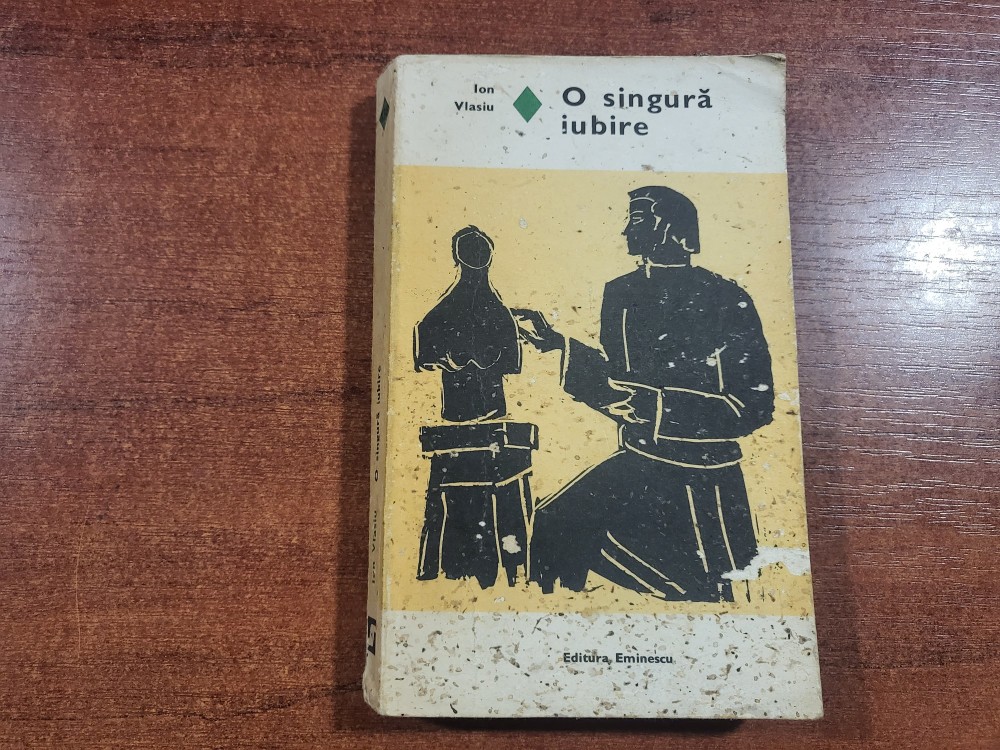 Ion
Vlasiu
O singură
iubire
Editura Eminescu
Ion Vlasiu O singură iubire